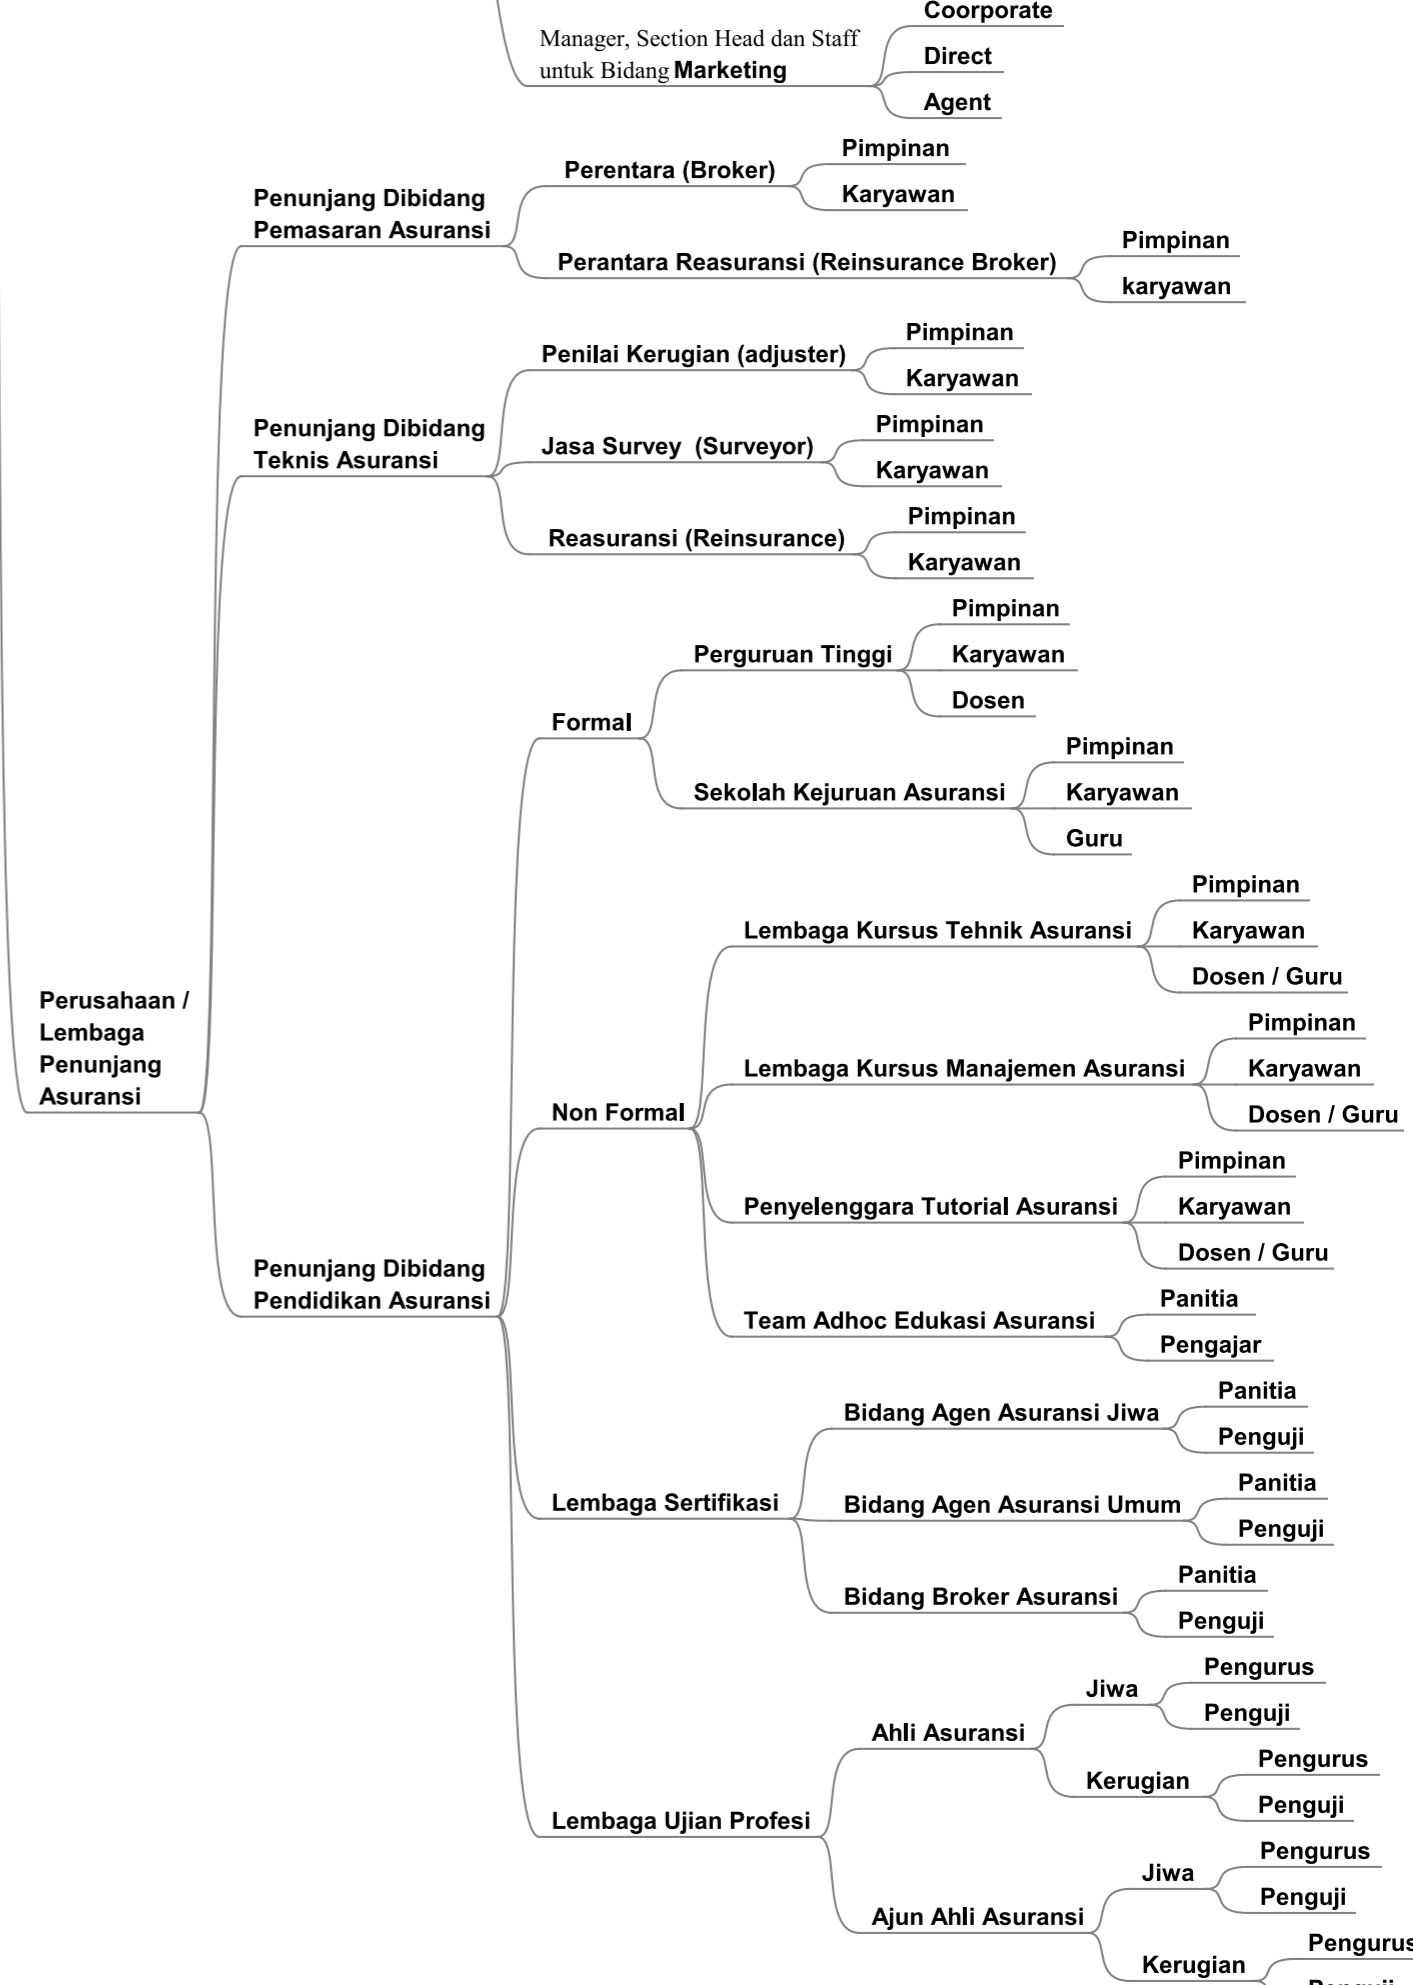 Coorporate
Manager, Section Head dan Staff
untuk Bidang Marketing
Direct
Agent
Penunjang Dibidang
Pemasaran Asuransi
Perentara (Broker)
Pimpinan
Karyawan
Perantara Reasuransi (Reinsurance Broker)
Pimpinan
karyawan
Penunjang Dibidang
Teknis Asuransi
Penilai Kerugian (adjuster)
Pimpinan
Karyawan
Jasa Survey (Surveyor)
Pimpinan
Karyawan
Reasuransi (Reinsurance)
Pimpinan
Karyawan
Perusahaan /
Lembaga
Penunjang
Asuransi
Penunjang Dibidang
Pendidikan Asuransi
Formal
Perguruan Tinggi
Pimpinan
Karyawan
Dosen
Sekolah Kejuruan Asuransi
Pimpinan
Karyawan
Guru
Non Formal
Lembaga Kursus Tehnik Asuransi
Pimpinan
Karyawan
Dosen / Guru
Lembaga Kursus Manajemen Asuransi
Pimpinan
Karyawan
Dosen / Guru
Penyelenggara Tutorial Asuransi
Pimpinan
Karyawan
Dosen / Guru
Team Adhoc Edukasi Asuransi
Panitia
Pengajar
Lembaga Sertifikasi
Bidang Agen Asuransi Jiwa
Panitia
Penguji
Bidang Agen Asuransi Umum
Panitia
Penguji
Bidang Broker Asuransi
Panitia
Penguji
Lembaga Ujian Profesi
Ahli Asuransi
Jiwa
Pengurus
Penguji
Kerugian
Pengurus
Penguji
Ajun Ahli Asuransi
Jiwa
Pengurus
Penguji
Kerugian
Pengurus